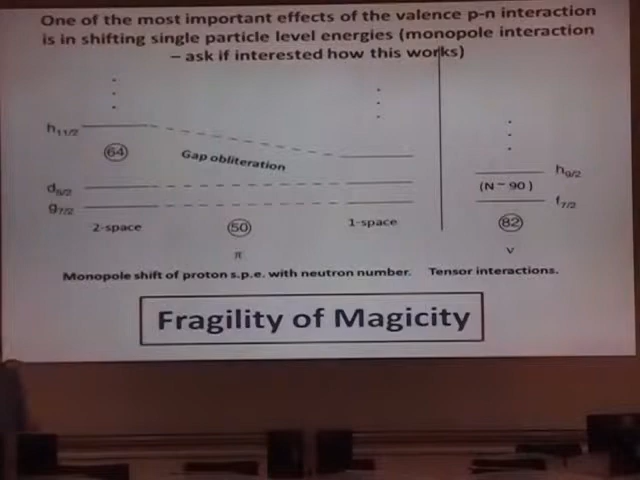 One of the most important effects of the valence p-n interaction
is in shifting single particle level energies (monopole interaction
– ask if interested how this works)
h11/2
64
Gap obliteration
d5/2
g7/2
2-space
50
1-space
π
h9/2
(N ~ 90 )
f7/2
82
ν
Monopole shift of proton s.p.e. with neutron number. Tensor interactions.
Fragility of Magicity